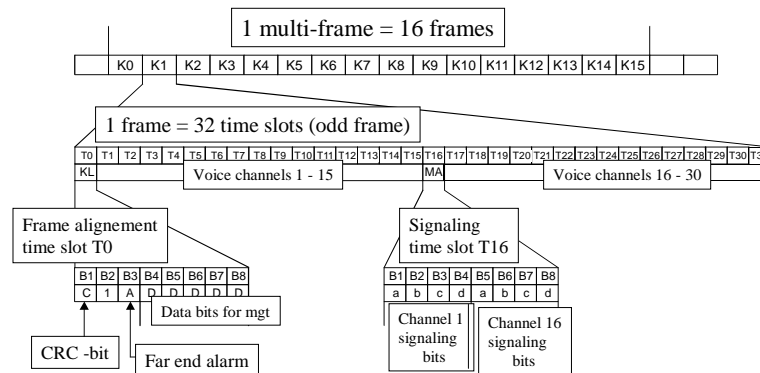 1 multi-frame = 16 frames
K0 K1 K2 K3 K4 K5 K6 K7 K8 K9 K10 K11 K12 K13 K14 K15
1 frame = 32 time slots (odd frame)
T0 T1 T2 T3 T4 T5 T6 T7 T8 T9 T10 T11 T12 T13 T14 T15 T16 T17 T18 T19 T20 T21 T22 T23 T24 T25 T26 T27 T28 T29 T30
KL Voice channels 1 - 15 MA Voice channels 16 - 30
Frame alignement
time slot T0
Signaling
time slot T16
B1 B2 B3 B4 B5 B6 B7 B8
C 1 A D D D D D
Data bits for mgt
CRC -bit
Far end alarm
B1 B2 B3 B4 B5 B6 B7 B8
a b c d a b c d
Channel 1
signaling
bits
Channel 16
signaling
bits